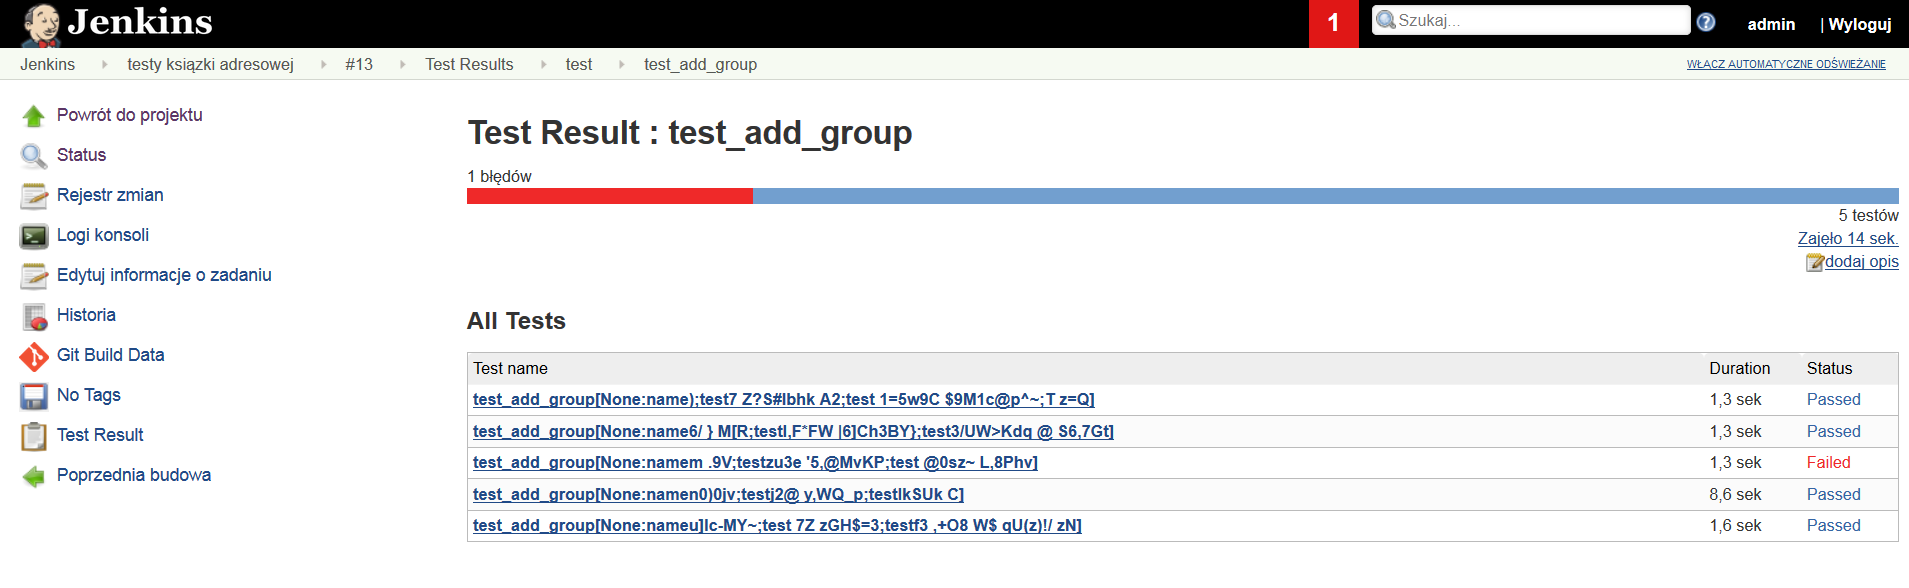 Jenkins
1
Szukaj...
admin
| Wyloguj
Jenkins testy książki adresowej #13 Test Results test test_add_group
WŁĄCZ AUTOMATYCZNE ODŚWIEŻANIE
Powrót do projektu
Status
Rejestr zmian
Logi konsoli
Edytuj informacje o zadaniu
Historia
Git Build Data
No Tags
Test Result
Poprzednia budowa
Test Result : test_add_group
1 błędów
5 testów
Zajęło 14 sek.
dodaj opis
All Tests
Test name Duration Status
test_add_group[None:name);test7 Z?S#lbhk A2;test 1=5w9C $9M1c@p^~;T z=Q] 1,3 sek Passed
test_add_group[None:name6/ } M[R;testl,F*FW |6]Ch3BY};test3/UW>Kdq @ S6,7Gt] 1,3 sek Passed
test_add_group[None:namem .9V;testzu3e '5,@MvKP;test @0sz~ L,8Phv] 1,3 sek Failed
test_add_group[None:namen0)0jv;testj2@ y,WQ_p;testlkSUk C] 8,6 sek Passed
test_add_group[None:nameu]lc-MY~;test 7Z zGH$=3;testf3 ,+O8 W$ qU(z)!/ zN] 1,6 sek Passed